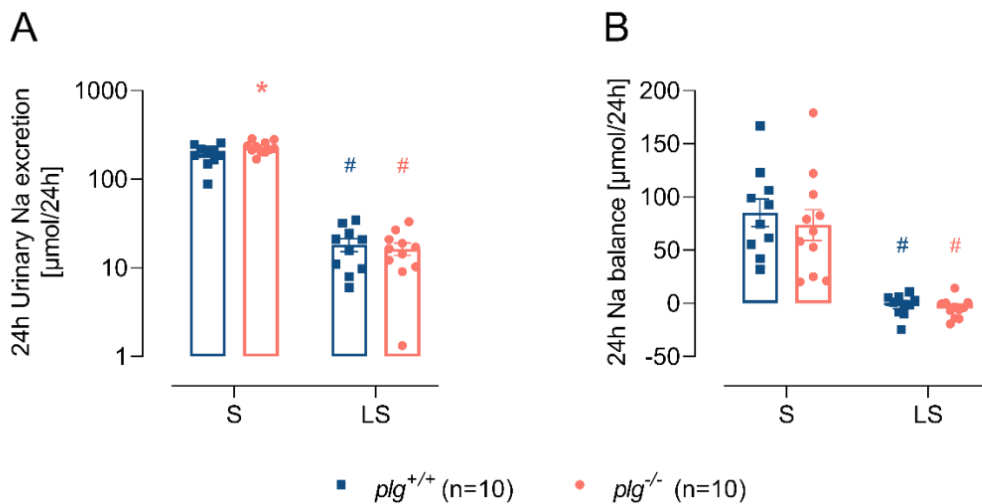 A
24h Urinary Na excretion
[µmol/24h]
1000
100
10
1
*
#
#
S
LS
B
24h Na balance [µmol/24h]
200
150
100
50
0
-50
#
#
S
LS
plg+/+ (n=10)
plg-/- (n=10)